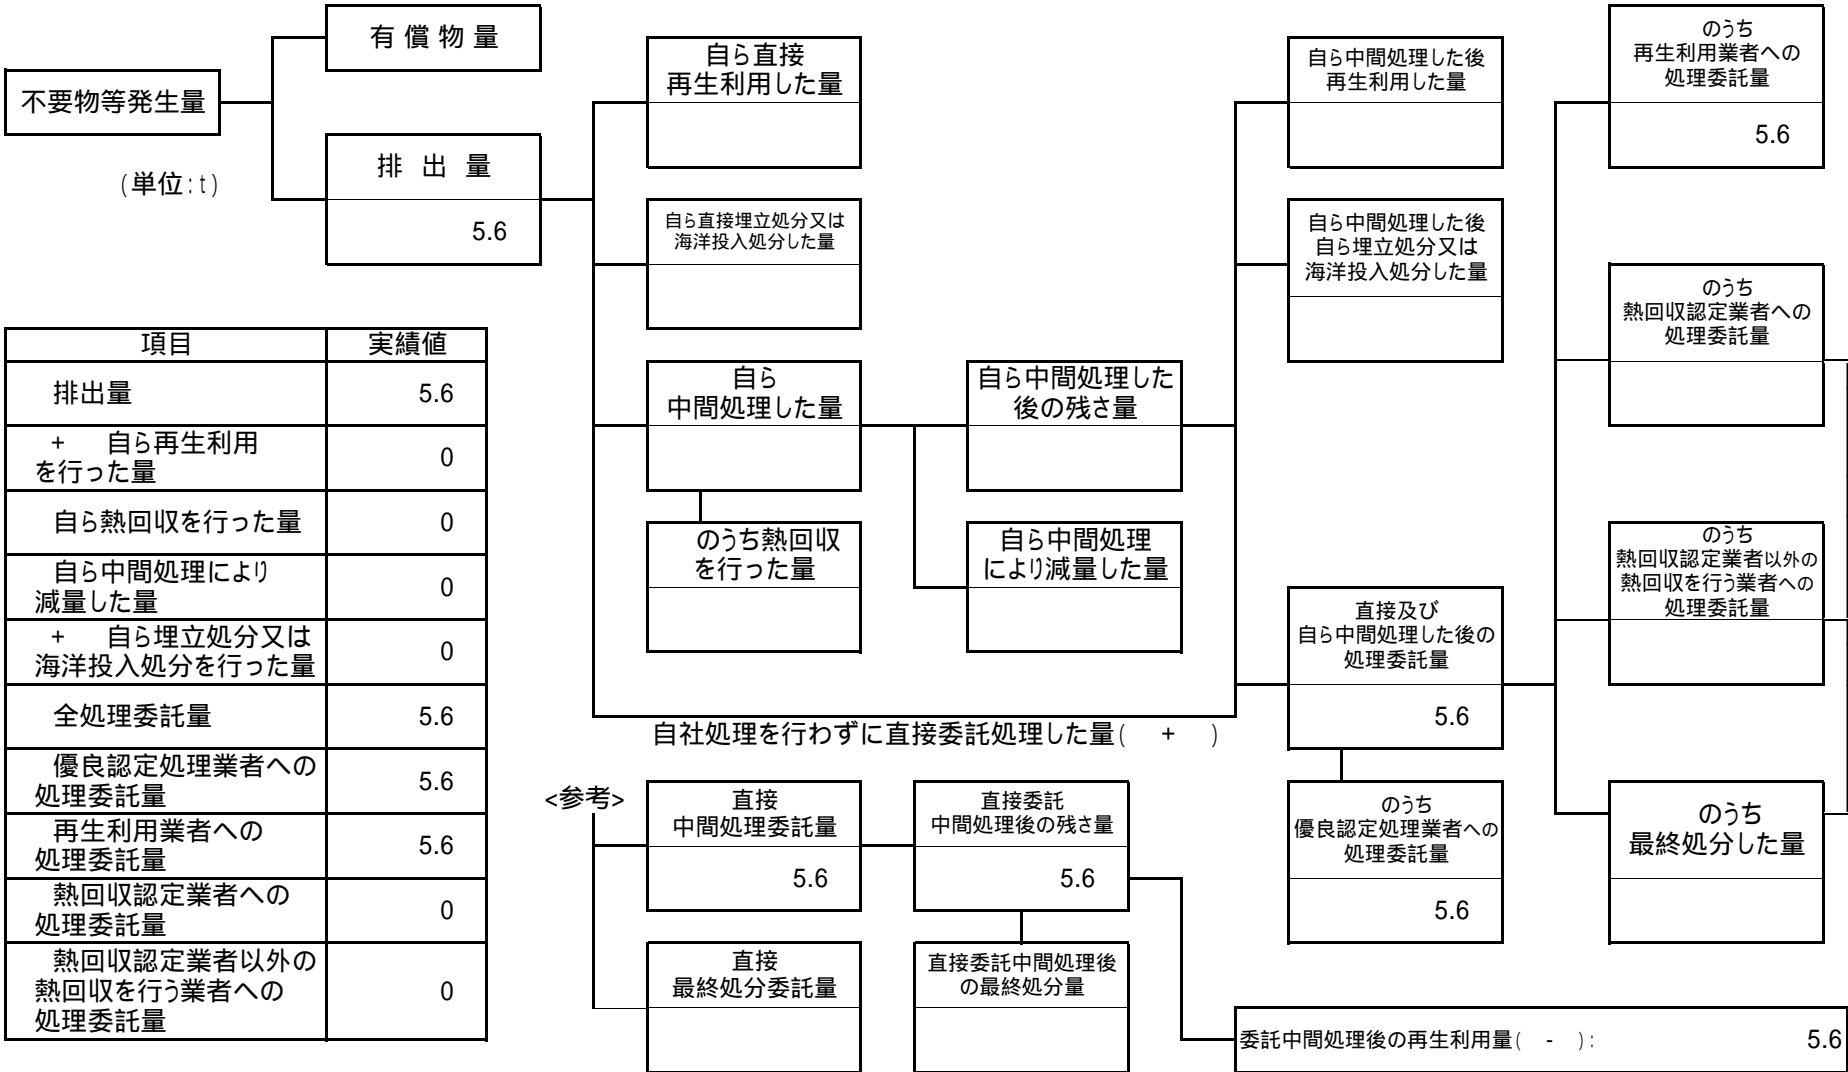 不要物等発生量
(単位:t)
有 償 物 量
排 出 量
5.6
自ら直接
再生利用した量
自ら直接埋立処分又は
海洋投入処分した量
自ら
中間処理した量
のうち熱回収
を行った量
自ら中間処理した
後の残さ量
自ら中間処理
により減量した量
自ら中間処理した後
再生利用した量
自ら中間処理した後
自ら埋立処分又は
海洋投入処分した量
直接及び
自ら中間処理した後の
処理委託量
5.6
のうち
優良認定処理業者への
処理委託量
5.6
のうち
再生利用業者への
処理委託量
5.6
のうち
熱回収認定業者への
処理委託量
のうち
熱回収認定業者以外の
熱回収を行う業者への
処理委託量
のうち
最終処分した量
自社処理を行わずに直接委託処理した量( + )
<参考>
直接
中間処理委託量
5.6
直接委託
中間処理後の残さ量
5.6
直接
最終処分委託量
直接委託中間処理後
の最終処分量
委託中間処理後の再生利用量( - ): 5.6
項目 実績値
排出量 5.6
+ 自ら再生利用
を行った量 0
自ら熱回収を行った量 0
自ら中間処理により
減量した量 0
+ 自ら埋立処分又は
海洋投入処分を行った量 0
全処理委託量 5.6
優良認定処理業者への
処理委託量 5.6
再生利用業者への
処理委託量 5.6
熱回収認定業者への
処理委託量 0
熱回収認定業者以外の
熱回収を行う業者への 0
処理委託量